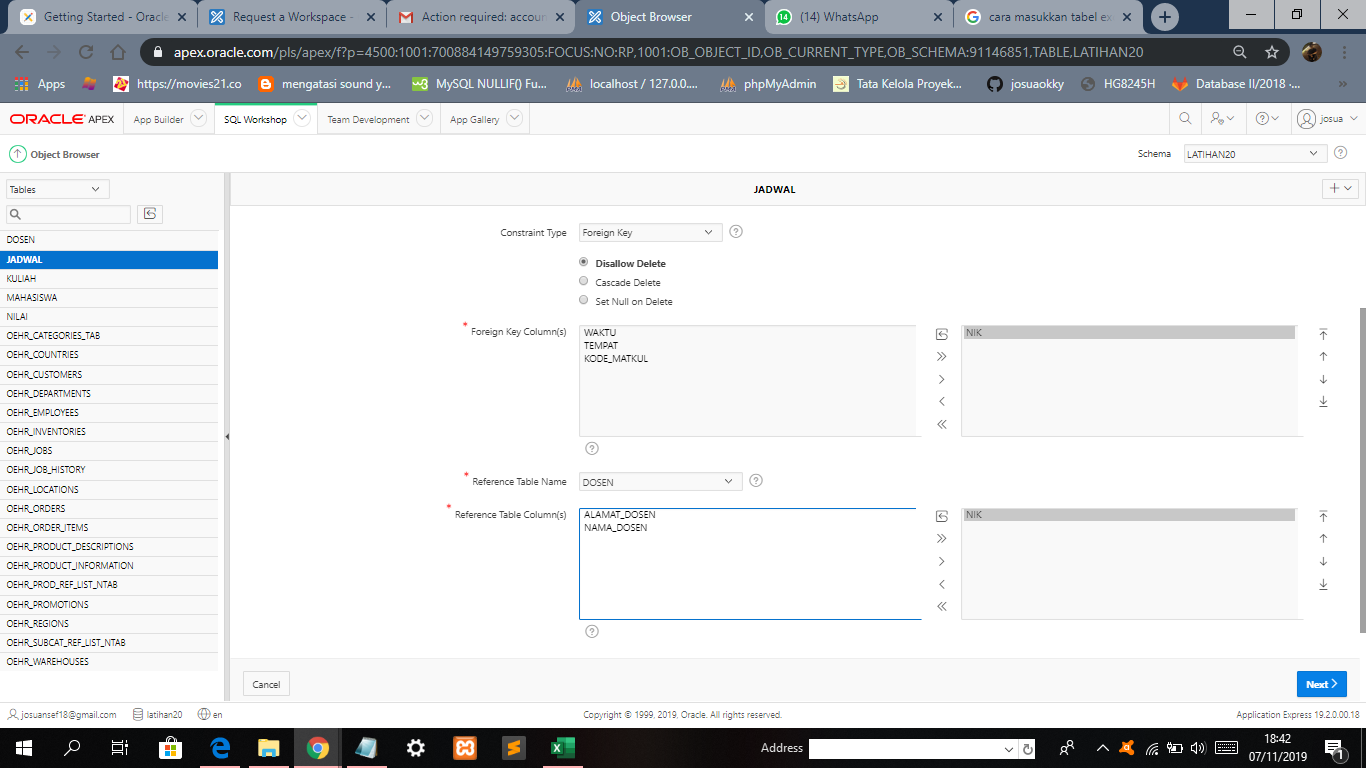 Getting Started - Oracle
Request a Workspace -
Action required: accoun
Object Browser
(14) WhatsApp
cara masukkan tabel ex
apex.oracle.com/pls/apex/f?p=4500:1001:700884149759305:FOCUS:NO:RP,1001:OB_OBJECT_ID,OB_CURRENT_TYPE,OB_SCHEMA:91146851,TABLE,LATIHAN20
Apps
https://movies21.co
mengatasi sound y...
MySQL NULLIF() Fu...
localhost / 127.0.0....
phpMyAdmin
Tata Kelola Proyek...
josuaokky
HG8245H
Database II/2018 ·...
»
ORACLE APEX
App Builder
SQL Workshop
Team Development
App Gallery
josua
Object Browser
Schema
LATIHAN20
Tables
JADWAL
DOSEN
JADWAL
KULIAH
MAHASISWA
NILAI
OEHR_CATEGORIES_TAB
OEHR_COUNTRIES
OEHR_CUSTOMERS
OEHR_DEPARTMENTS
OEHR_EMPLOYEES
OEHR_INVENTORIES
OEHR_JOBS
OEHR_JOB_HISTORY
OEHR_LOCATIONS
OEHR_ORDERS
OEHR_ORDER_ITEMS
OEHR_PRODUCT_DESCRIPTIONS
OEHR_PRODUCT_INFORMATION
OEHR_PROD_REF_LIST_NTAB
OEHR_PROMOTIONS
OEHR_REGIONS
OEHR_SUBCAT_REF_LIST_NTAB
OEHR_WAREHOUSES
Constraint Type
Foreign Key
Disallow Delete
Cascade Delete
Set Null on Delete
* Foreign Key Column(s)
WAKTU
TEMPAT
KODE_MATKUL
NIK
* Reference Table Name
DOSEN
* Reference Table Column(s)
ALAMAT_DOSEN
NAMA_DOSEN
NIK
Cancel
Next
josuansef18@gmail.com
latihan20
en
Copyright © 1999, 2019, Oracle. All rights reserved.
Application Express 19.2.0.00.18
Address
18:42
07/11/2019
1